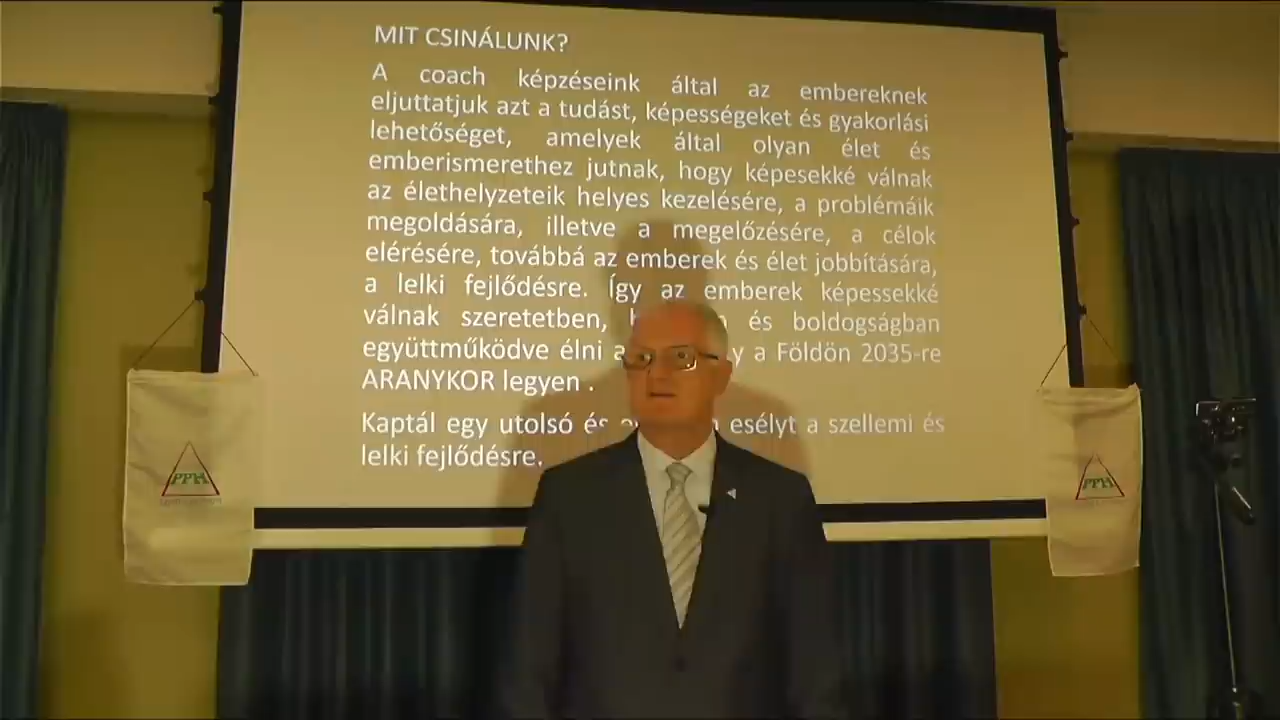 MIT CSINÁLUNK?
A coach képzéseink által az embereknek
eljuttatjuk azt a tudást, képességeket és gyakorlási
lehetőséget, amelyek által olyan élet és
emberismerethez jutnak, hogy képesekké válnak
az élethelyzeteik helyes kezelésére, a problémáik
megoldására, illetve a megelőzésére, a célok
elérésére, továbbá az emberek és élet jobbítására,
a lelki fejlődésre. Így az emberek képessekké
válnak szeretetben, és boldogságban
együttműködve élni a Földön 2035-re
ARANYKOR legyen .
Kaptál egy utolsó és esélyt a szellemi és
lelki fejlődésre.
PPYH
PPYH